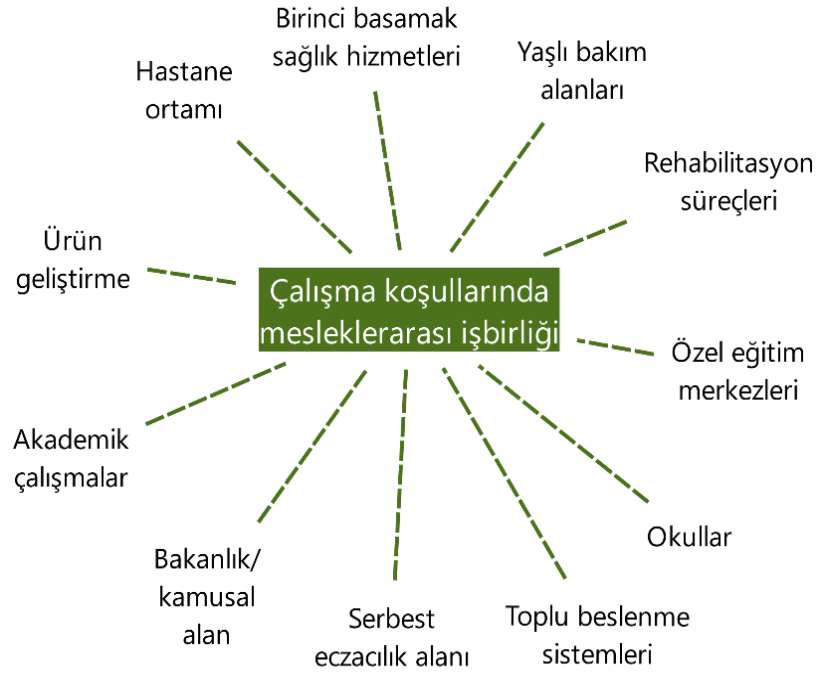 Birinci basamak
sağlık hizmetleri
Yaşlı bakım
alanları
Hastane
ortamı
Rehabilitasyon
süreçleri
Ürün
geliştirme
Çalışma koşullarında
mesleklerarası işbirliği
Özel eğitim
merkezleri
Akademik
çalışmalar
Okullar
Bakanlık/
kamusal
alan
Serbest
eczacılık alanı
Toplu beslenme
sistemleri